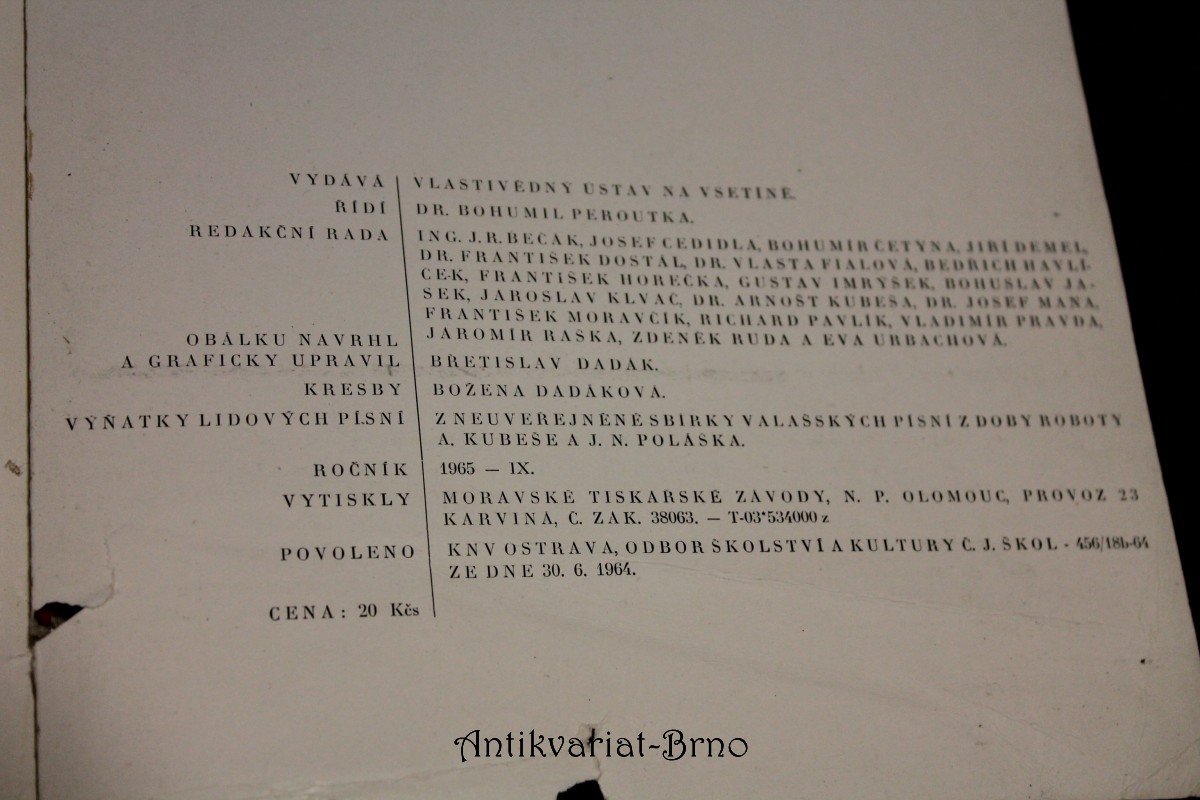 VYDÁVÁ VLASTIVĚDNÝ ÚSTAV NA VSETÍNĚ.
ŘÍDÍ DR. BOHUMIL PEROUTKA.
REDAKČNÍ RADA ING. J. R. BEČÁK, JOSEF CEDIDLA, BOHUMÍR ČETYNA, JIŘÍ DEMEL,
DR. FRANTIŠEK DOSTÁL, DR. VLASTA FIALOVÁ, BEDŘICH HAVLÍ-
ČEK, FRANTIŠEK HOREČKA, GUSTAV IMRÝŠEK, BOHUSLAV JA-
ŠEK, JAROSLAV KLVAČ, DR. ARNOŠT KUBEŠA, DR. JOSEF MANA,
FRANTIŠEK MORAVČÍK, RICHARD PAVLÍK, VLADIMÍR PRAVDA,
JAROMÍR RAŠKA, ZDENĚK RUDA A EVA URBACHOVÁ.
OBÁLKU NAVRHL
A GRAFICKY UPRAVIL BŘETISLAV DADÁK.
KRESBY BOŽENA DADÁKOVÁ.
VÝŇATKY LIDOVÝCH PÍSNÍ Z NEUVEŘEJNĚNÉ SBÍRKY VALAŠSKÝCH PÍSNÍ Z DOBY ROBOTY
A. KUBEŠE A J. N. POLÁŠKA.
ROČNÍK 1965 — IX.
VYTISKLY MORAVSKÉ TISKAŘSKÉ ZÁVODY, N. P. OLOMOUC, PROVOZ 23
KARVINÁ, Č. ZAK. 38063. — T-03*534000 z
POVOLENO KNV OSTRAVA, ODBOR ŠKOLSTVÍ A KULTURY Č. J. ŠKOL - 456/18b-64
ZE DNE 30. 6. 1964.
CENA: 20 Kčs
Antikvariat-Brno